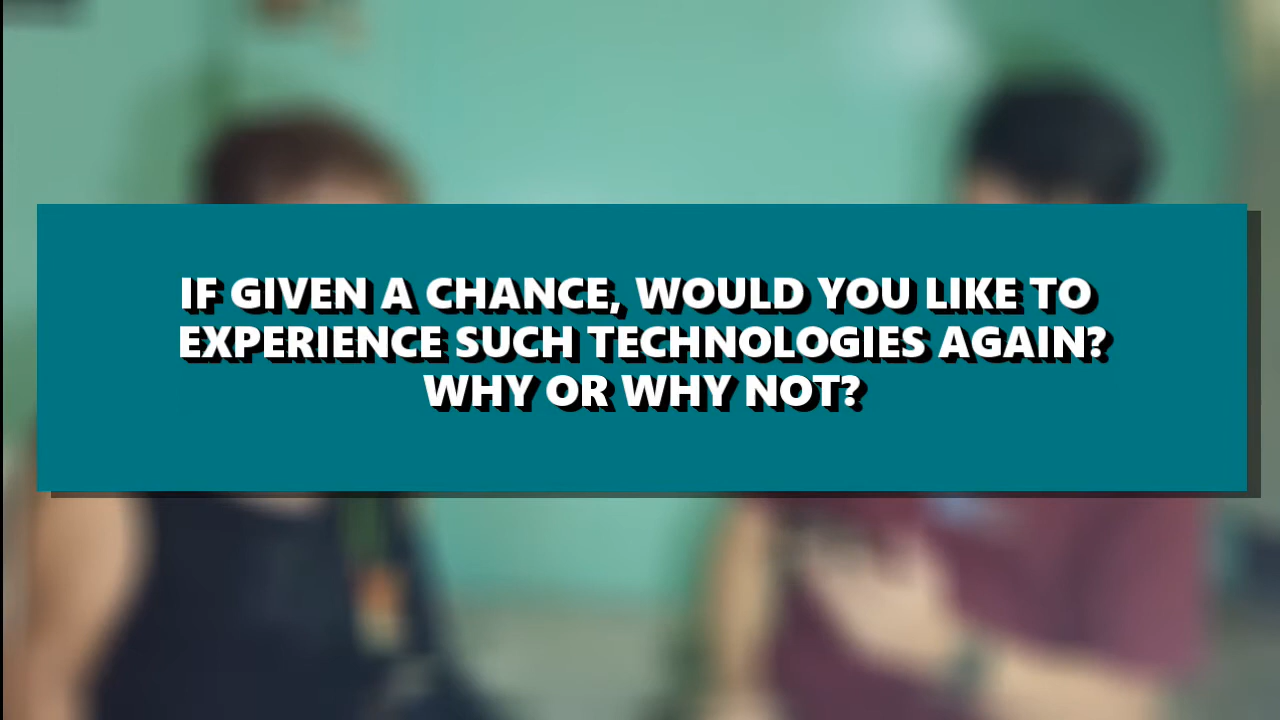 IF GIVEN A CHANCE, WOULD YOU LIKE TO
EXPERIENCE SUCH TECHNOLOGIES AGAIN?
WHY OR WHY NOT?